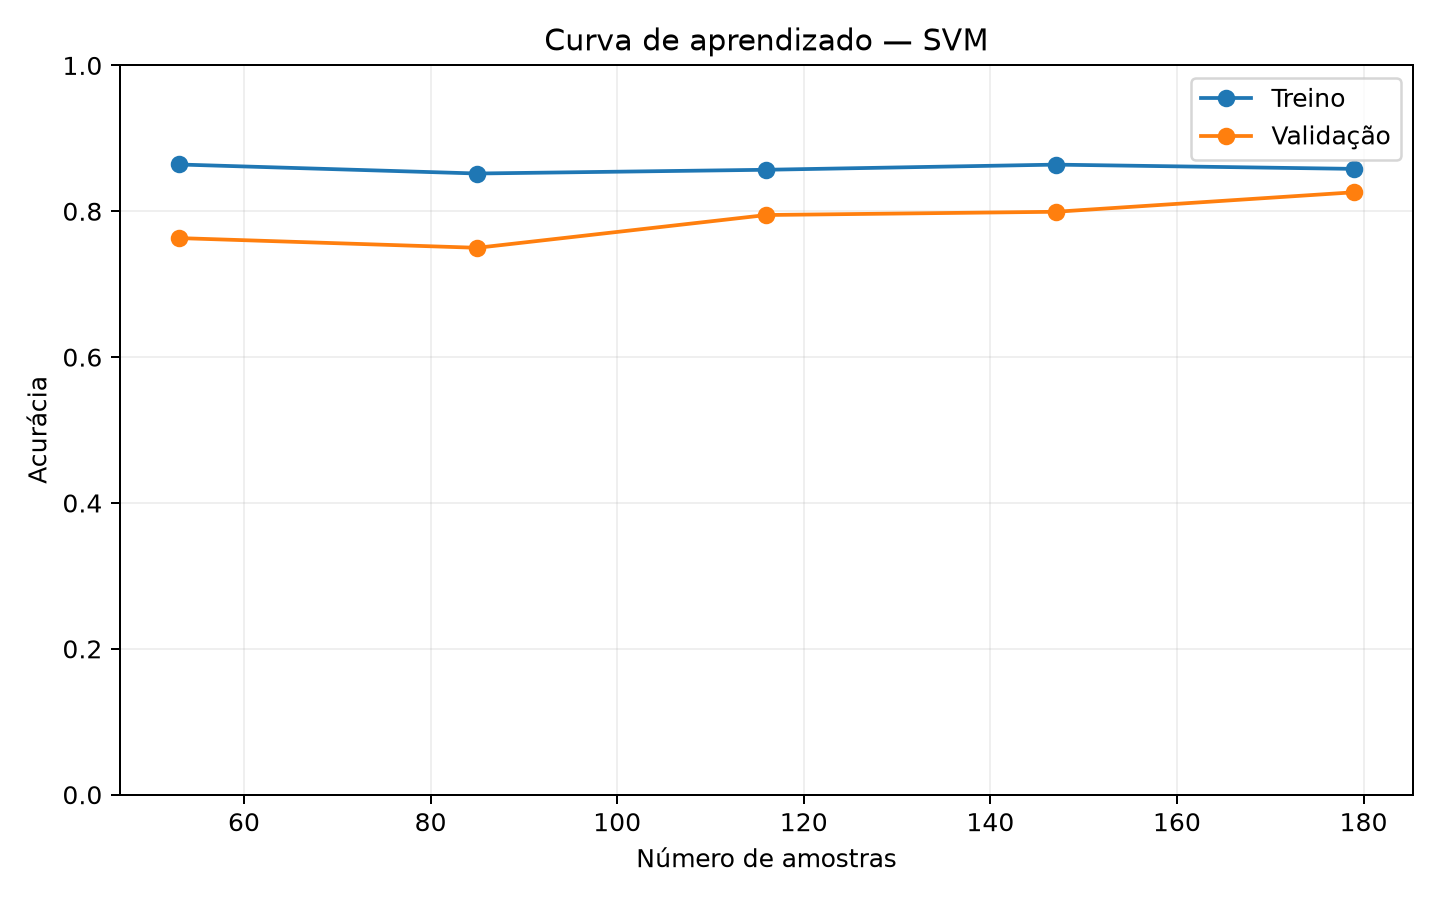 Curva de aprendizado — SVM
Treino
Validação
1.0
0.8
0.6
0.4
0.2
0.0
Acurácia
60 80 100 120 140 160 180
Número de amostras